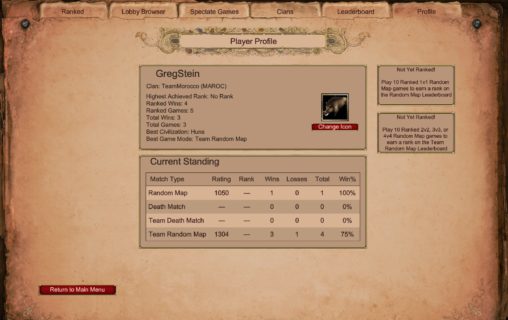 Ranked
Lobby Browser
Spectate Games
Clans
Leaderboard
Profile
Player Profile
GregStein
Clan: TeamMorocco (MAROC)
Highest Achieved Rank: No Rank
Ranked Wins: 4
Ranked Games: 5
Total Wins: 3
Total Games: 3
Best Civilization: Huns
Best Game Mode: Team Random Map
Change Icon
Not Yet Ranked!
Play 10 Ranked 1v1 Random
Map games to earn a rank on
the Random Map Leaderboard
Not Yet Ranked!
Play 10 Ranked 2v2, 3v3, or
4v4 Random Map games to
earn a rank on the Team
Random Map Leaderboard
Current Standing
Match Type Rating Rank Wins Losses Total Win%
Random Map 1050 --- 1 0 1 100%
Death Match --- --- 0 0 0 0%
Team Death Match --- --- 0 0 0 0%
Team Random Map 1304 --- 3 1 4 75%
Return to Main Menu